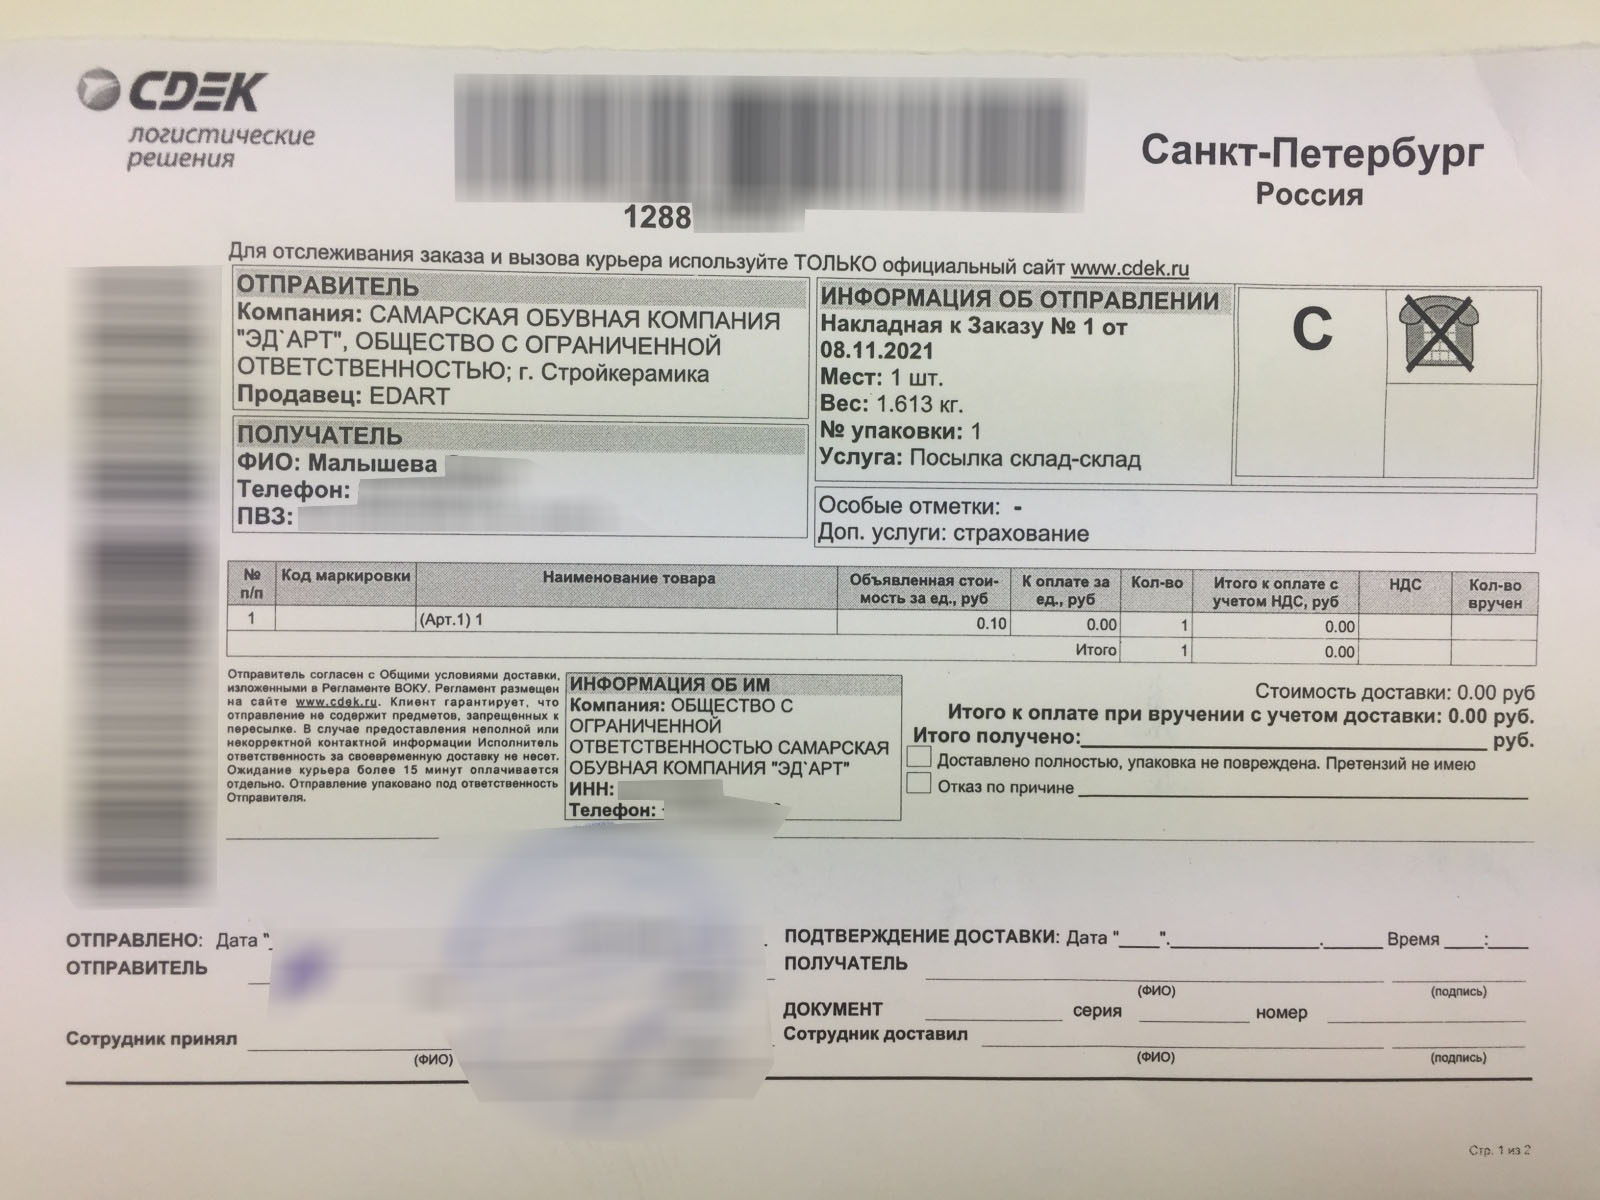 CDEK
логистические
решения
1288
Санкт-Петербург
Россия
Для отслеживания заказа и вызова курьера используйте ТОЛЬКО официальный сайт www.cdek.ru
ОТПРАВИТЕЛЬ
Компания: САМАРСКАЯ ОБУВНАЯ КОМПАНИЯ
"ЭД`АРТ", ОБЩЕСТВО С ОГРАНИЧЕННОЙ
ОТВЕТСТВЕННОСТЬЮ; г. Стройкерамика
Продавец: EDART
ПОЛУЧАТЕЛЬ
ФИО: Малышева
Телефон:
ПВЗ:
ИНФОРМАЦИЯ ОБ ОТПРАВЛЕНИИ
Накладная к Заказу № 1 от
08.11.2021
Мест: 1 шт.
Вес: 1.613 кг.
№ упаковки: 1
Услуга: Посылка склад-склад
С
Особые отметки: -
Доп. услуги: страхование
№ п/п Код маркировки Наименование товара Объявленная стои-мость за ед., руб К оплате за ед., руб Кол-во Итого к оплате с учетом НДС, руб НДС Кол-во вручен
1 (Арт.1) 1 0.10 0.00 1 0.00
Итого 1 0.00
Отправитель согласен с Общими условиями доставки,
изложенными в Регламенте ВОКУ. Регламент размещен
на сайте www.cdek.ru. Клиент гарантирует, что
отправление не содержит предметов, запрещенных к
пересылке. В случае предоставления неполной или
некорректной контактной информации Исполнитель
ответственность за своевременную доставку не несет.
Ожидание курьера более 15 минут оплачивается
отдельно. Отправление упаковано под ответственность
Отправителя.
ИНФОРМАЦИЯ ОБ ИМ
Компания: ОБЩЕСТВО С
ОГРАНИЧЕННОЙ
ОТВЕТСТВЕННОСТЬЮ САМАРСКАЯ
ОБУВНАЯ КОМПАНИЯ "ЭД`АРТ"
ИНН:
Телефон:
Стоимость доставки: 0.00 руб
Итого к оплате при вручении с учетом доставки: 0.00 руб.
Итого получено: руб.
Доставлено полностью, упаковка не повреждена. Претензий не имею
Отказ по причине
ОТПРАВЛЕНО: Дата "
ОТПРАВИТЕЛЬ
Сотрудник принял
(ФИО)
ПОДТВЕРЖДЕНИЕ ДОСТАВКИ: Дата "____".____________.____ Время ____:____
ПОЛУЧАТЕЛЬ
(ФИО) (подпись)
ДОКУМЕНТ серия номер
Сотрудник доставил
(ФИО) (подпись)
Стр. 1 из 2